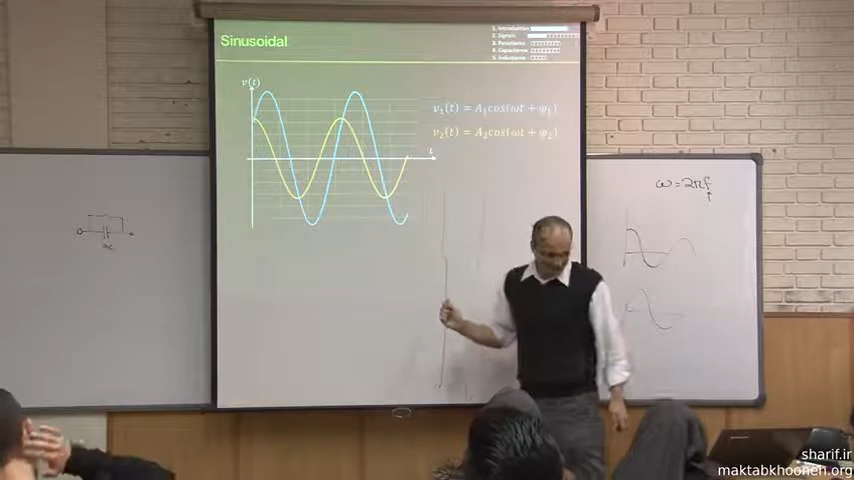 Sinusoidal
1. Introduction
2. Signals
3. Resistance
4. Capacitance
5. Inductance
v(t)
v₁(t) = A₁cos(ωt + φ₁)
v₂(t) = A₂cos(ωt + φ₂)
t
ω = 2πf
sharif.ir
maktabkhooneh.org